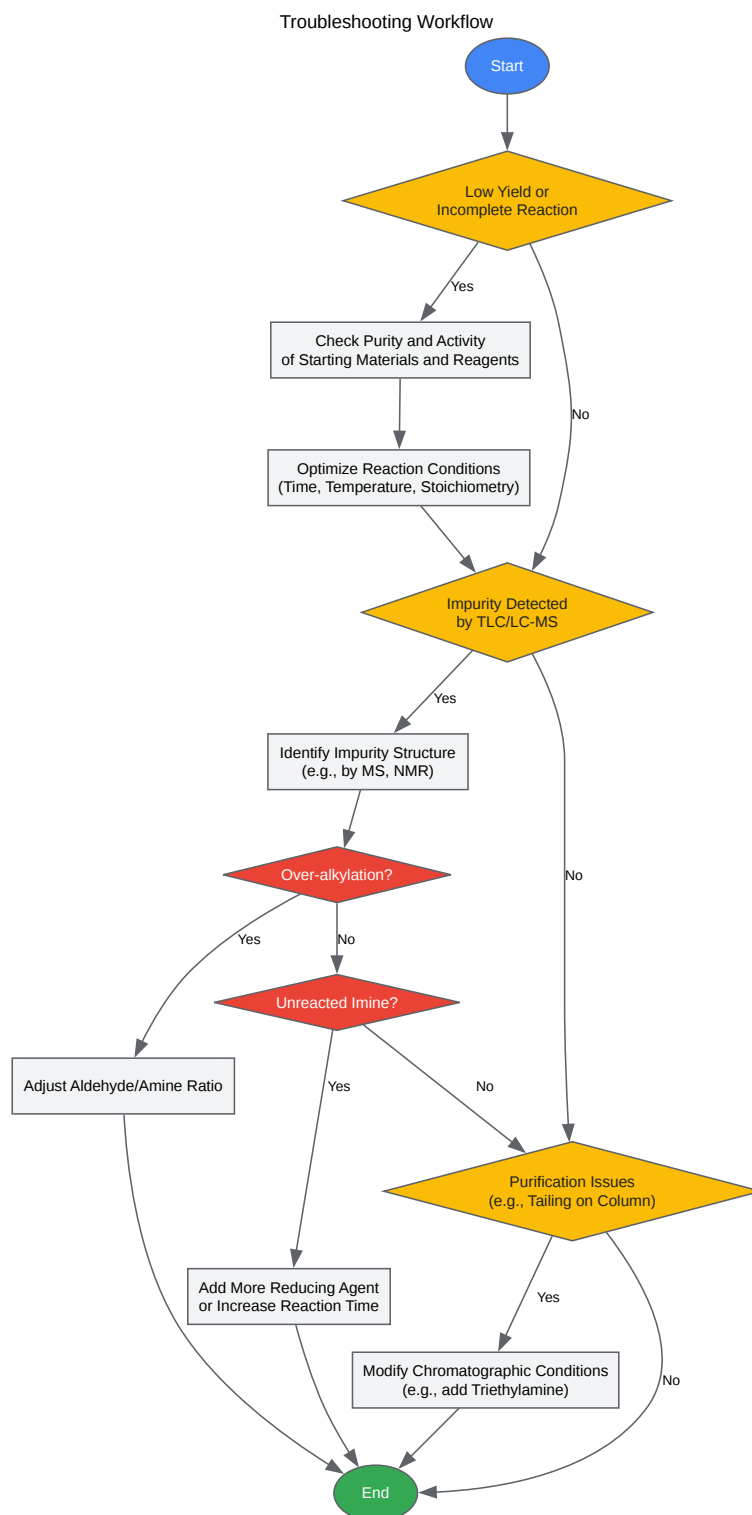 Troubleshooting Workflow
Start
Low Yield or
Incomplete Reaction
Yes
Check Purity and Activity
of Starting Materials and Reagents
No
Optimize Reaction Conditions
(Time, Temperature, Stoichiometry)
Impurity Detected
by TLC/LC-MS
Yes
Identify Impurity Structure
(e.g., by MS, NMR)
No
Over-alkylation?
Yes
No
Unreacted Imine?
Adjust Aldehyde/Amine Ratio
Yes
No
Purification Issues
(e.g., Tailing on Column)
Add More Reducing Agent
or Increase Reaction Time
Yes
Modify Chromatographic Conditions
(e.g., add Triethylamine)
No
End